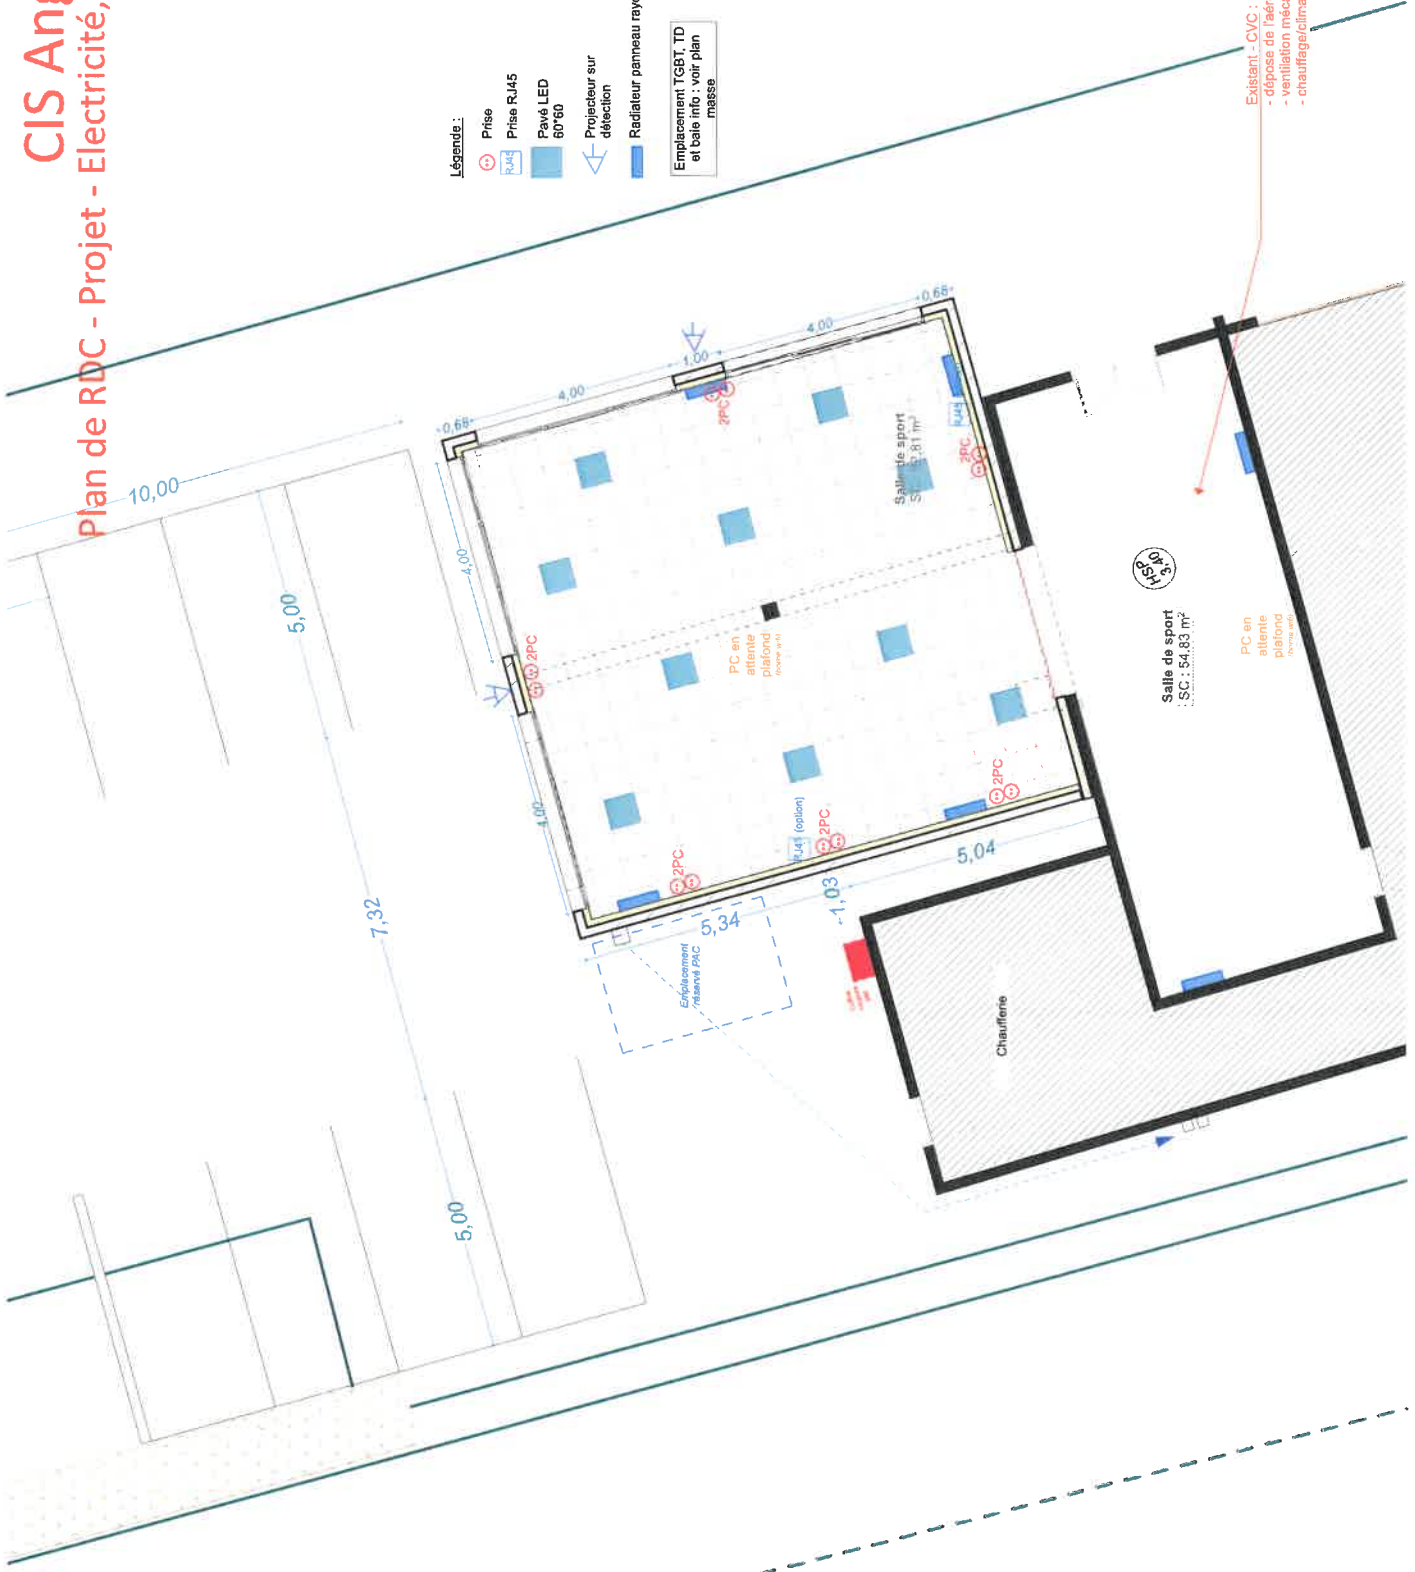 CIS Ang
Plan de RDC - Projet - Electricité,
Légende :
Prise
RJ45
Prise RJ45
Pavé LED
60*60
Projecteur sur
détection
Radiateur panneau rayo
Emplacement TGBT, TD
et baie info : voir plan
masse
Existant - CVC :
- dépose de l'aér
- ventilation méca
- chauffage/clima
10,00
5,00
7,32
5,00
0,68
4,00
1,00
4,00
0,68
4,00
4,00
5,34
1,03
5,04
2PC
2PC
2PC
2PC
2PC
2PC
RJ45
RJ45 (option)
PC en
attente
plafond
Salle de sport
Emplacement
réservé PAC
Chaufferie
HSP
3,40
Salle de sport
SC : 54,83 m²
PC en
attente
plafond